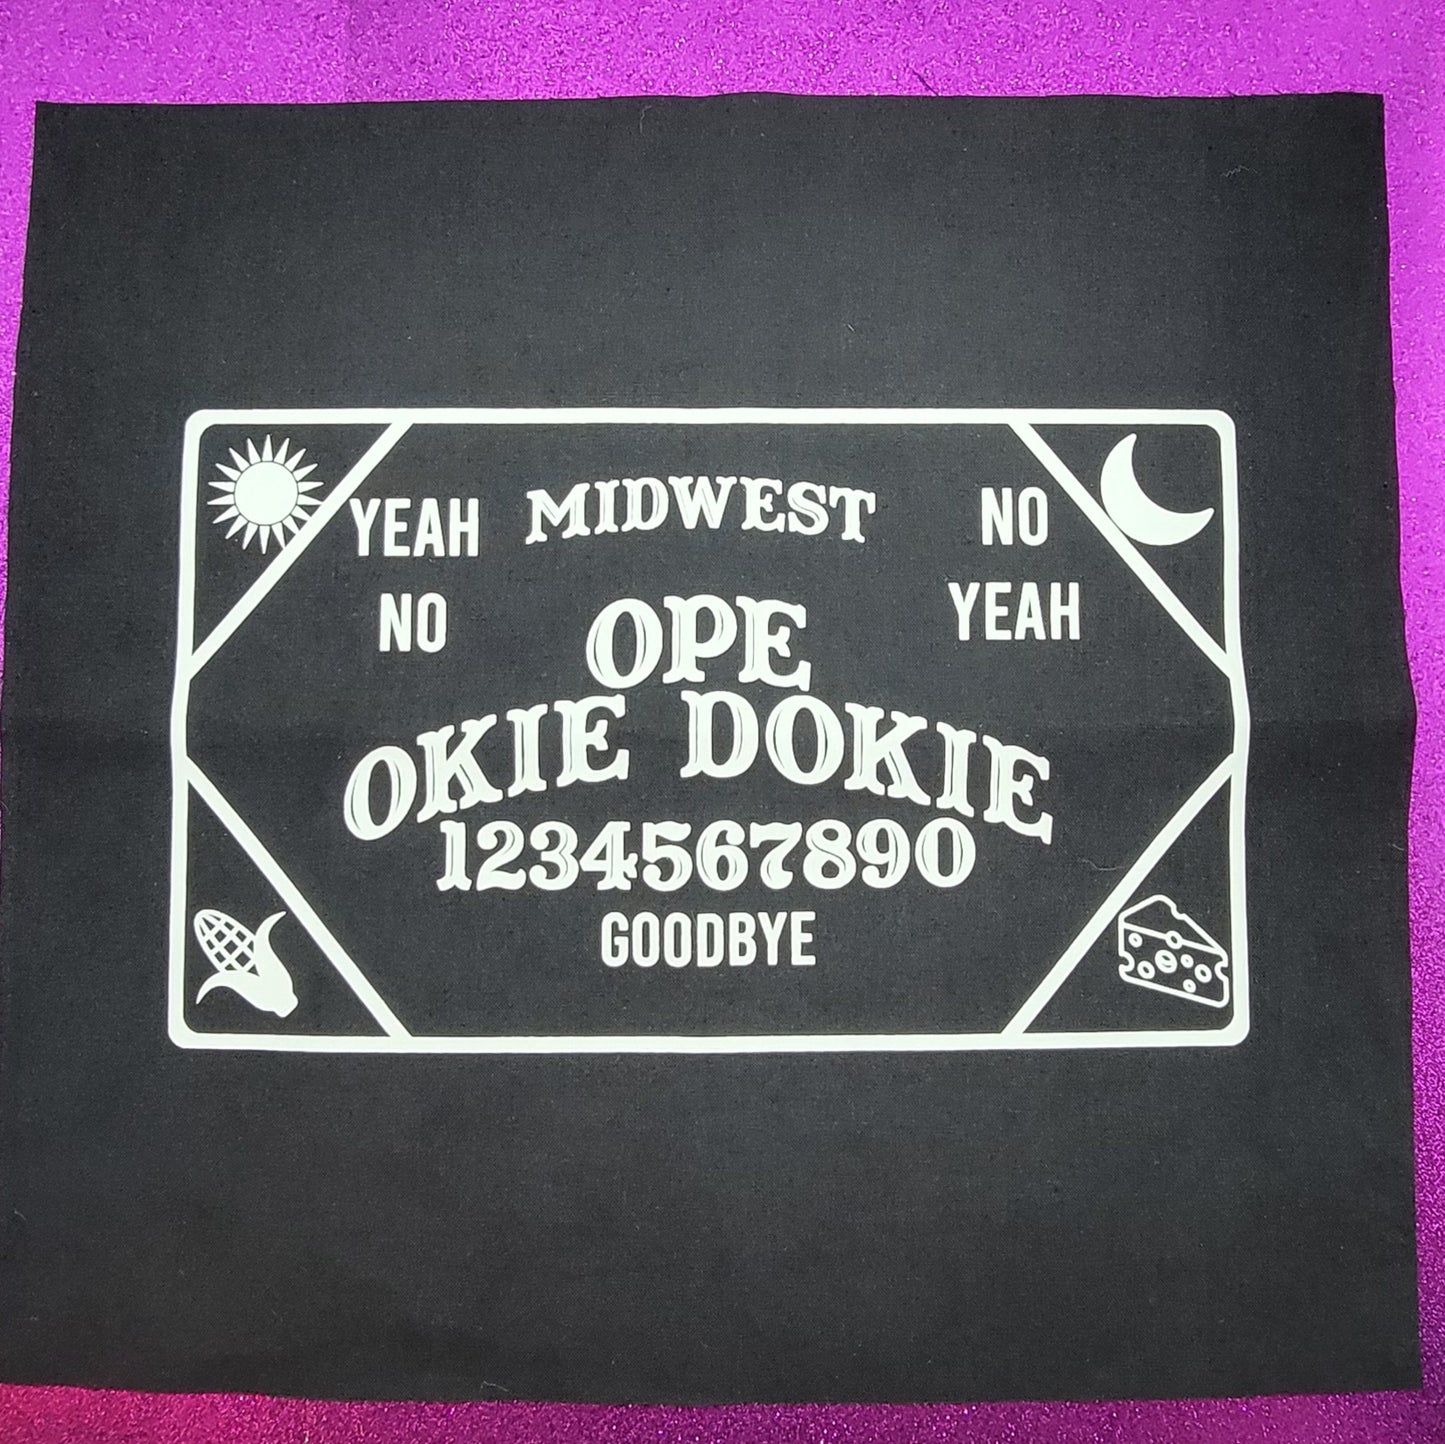 MIDWEST
YEAH NO
NO YEAH
OPE
OKIE DOKIE
1234567890
GOODBYE